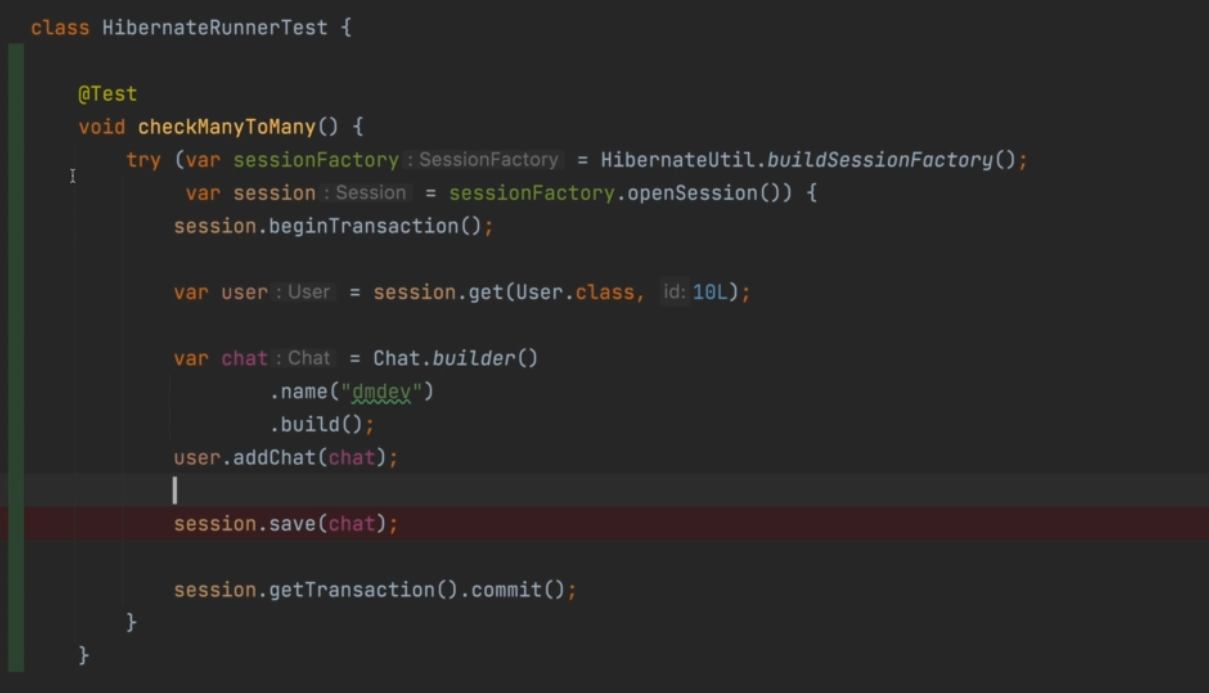 class HibernateRunnerTest {
@Test
void checkManyToMany() {
try (var sessionFactory : SessionFactory = HibernateUtil.buildSessionFactory();
var session : Session = sessionFactory.openSession()) {
session.beginTransaction();
var user : User = session.get(User.class, id: 10L);
var chat : Chat = Chat.builder()
.name("dmdev")
.build();
user.addChat(chat);
session.save(chat);
session.getTransaction().commit();
}
}